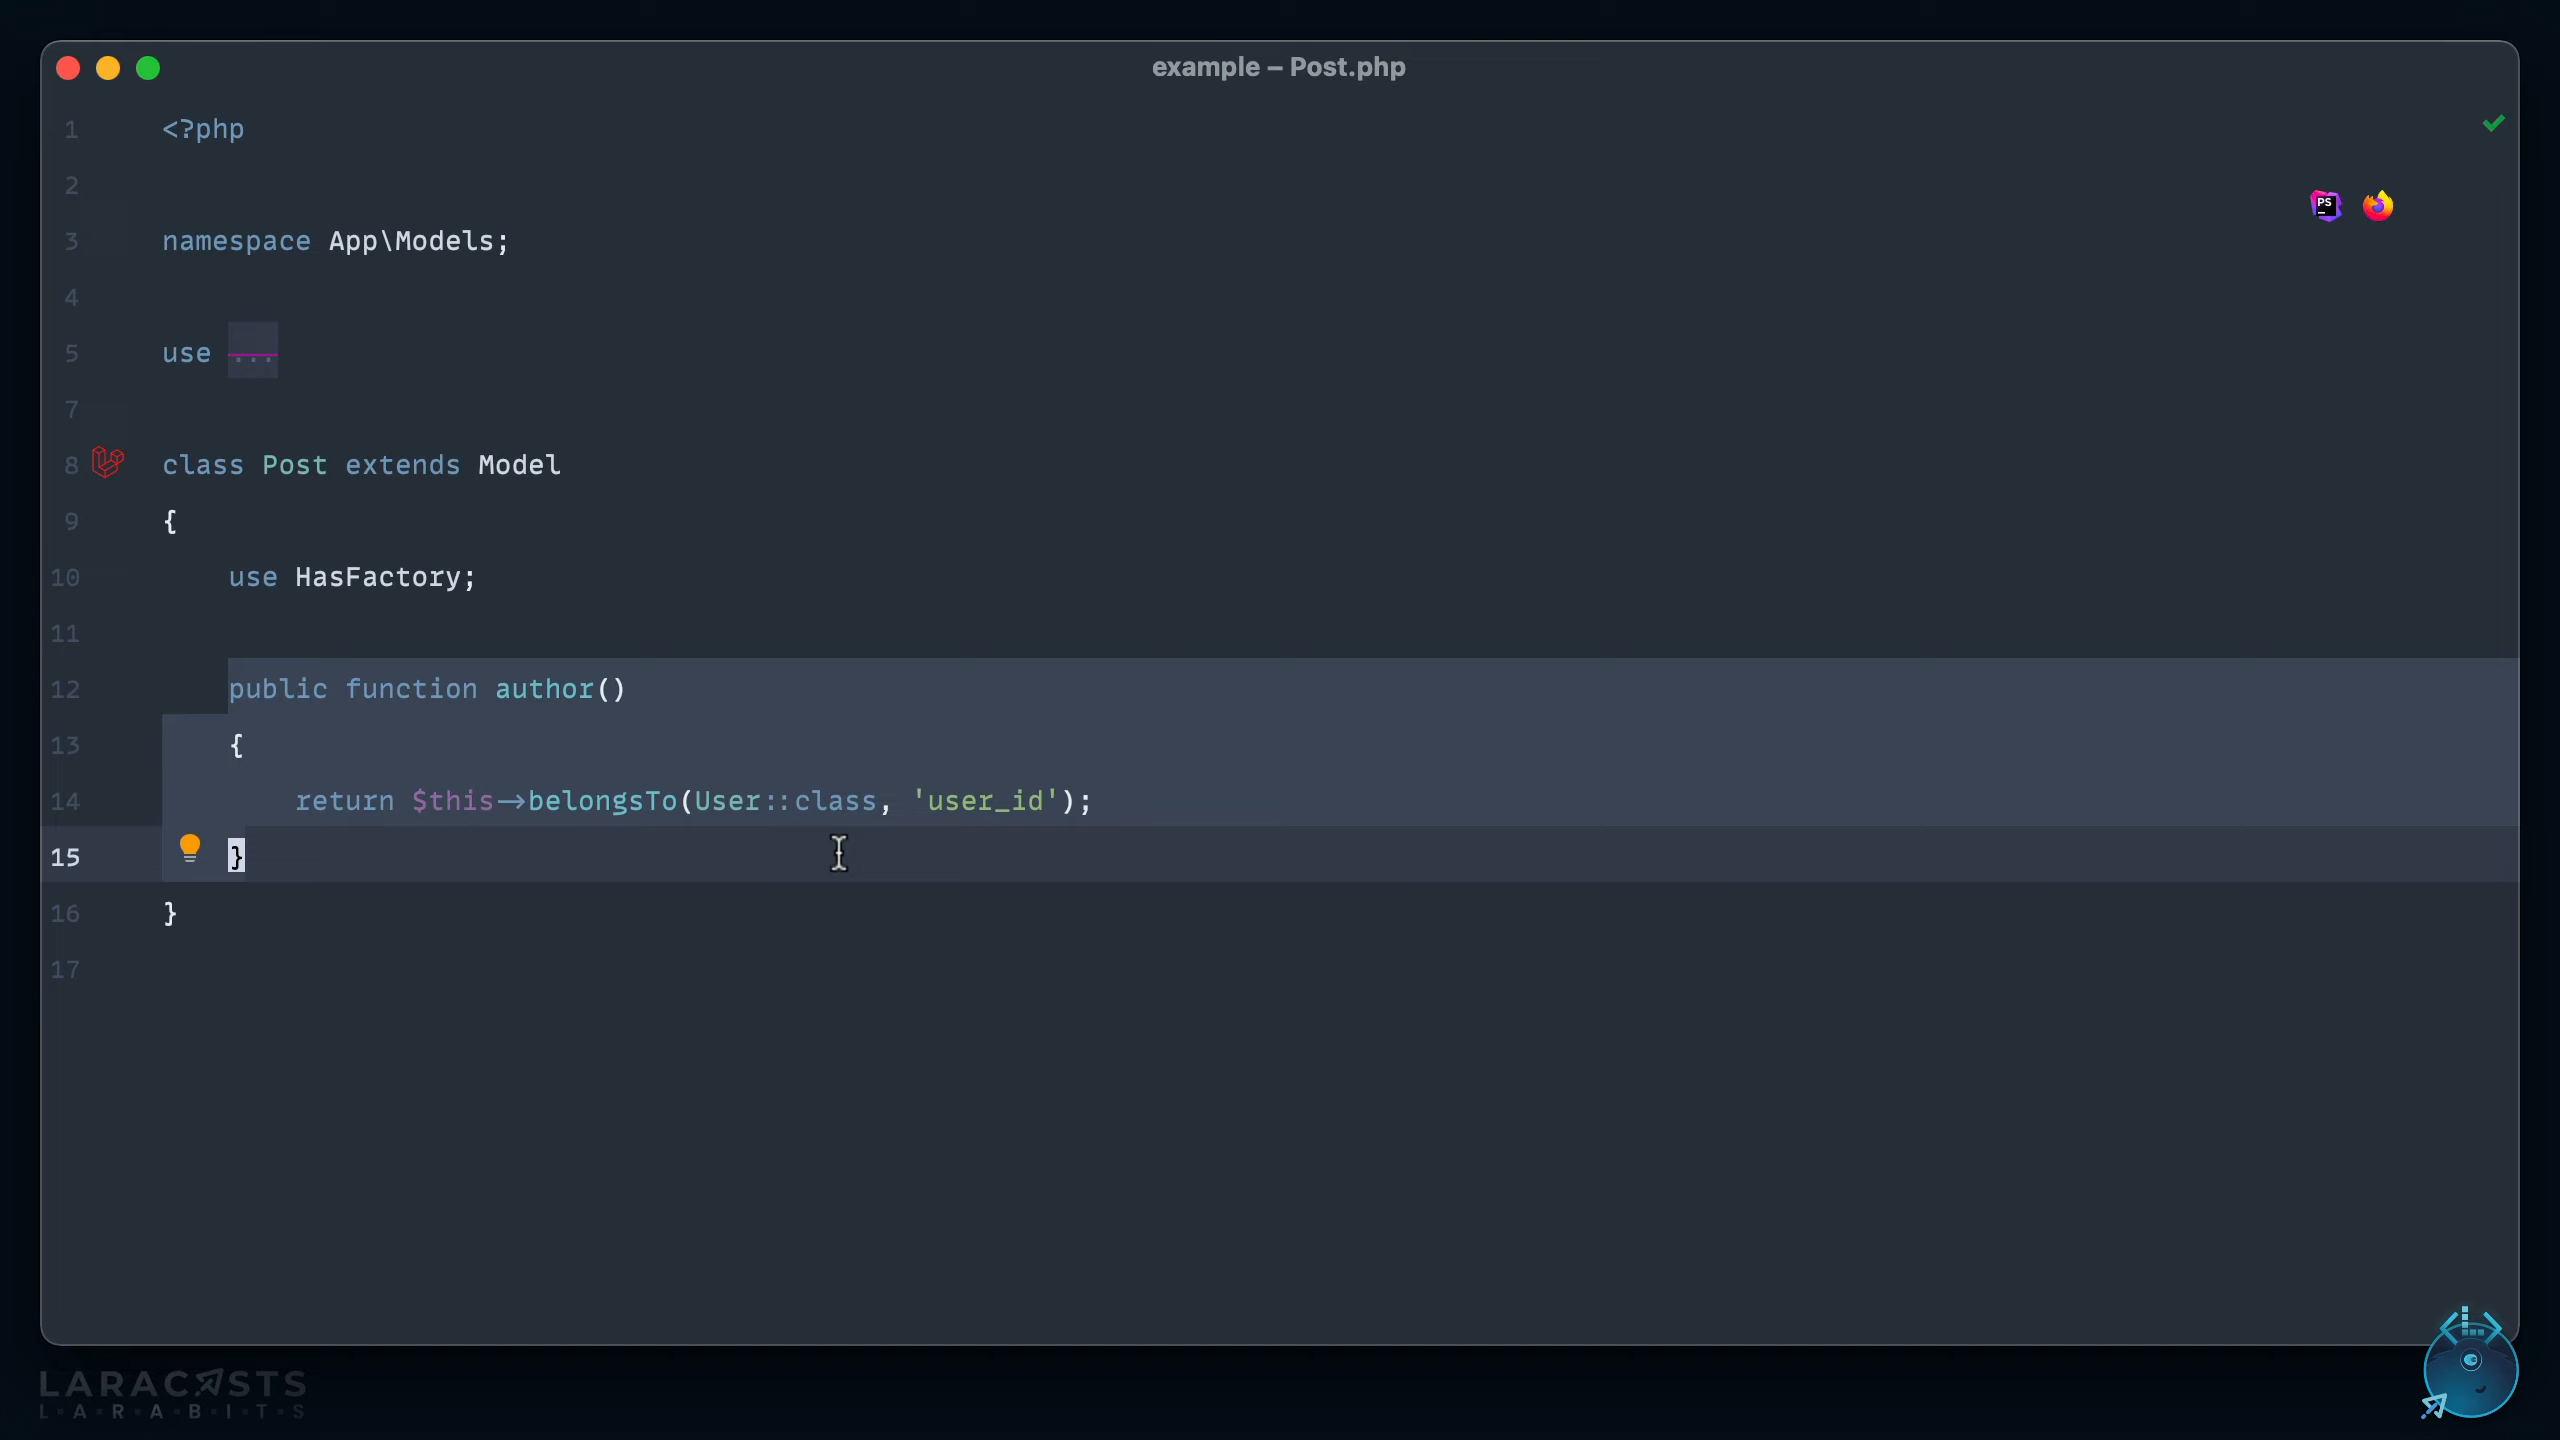 example – Post.php
1 <?php
2
3 namespace App\Models;
4
5 use ...
7
8 class Post extends Model
9 {
10 use HasFactory;
11
12 public function author()
13 {
14 return $this->belongsTo(User::class, 'user_id');
15 }
16 }
17
PS
LARACASTS
L-A-R-A-B-I-T-S